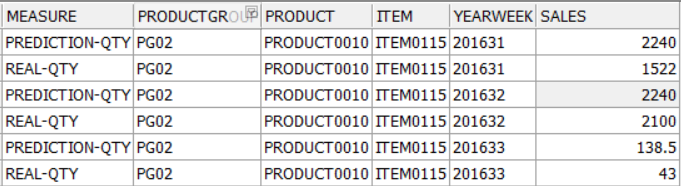 MEASURE PRODUCTGROUP PRODUCT ITEM YEARWEEK SALES
PREDICTION-QTY PG02 PRODUCT0010 ITEM0115 201631 2240
REAL-QTY PG02 PRODUCT0010 ITEM0115 201631 1522
PREDICTION-QTY PG02 PRODUCT0010 ITEM0115 201632 2240
REAL-QTY PG02 PRODUCT0010 ITEM0115 201632 2100
PREDICTION-QTY PG02 PRODUCT0010 ITEM0115 201633 138.5
REAL-QTY PG02 PRODUCT0010 ITEM0115 201633 43